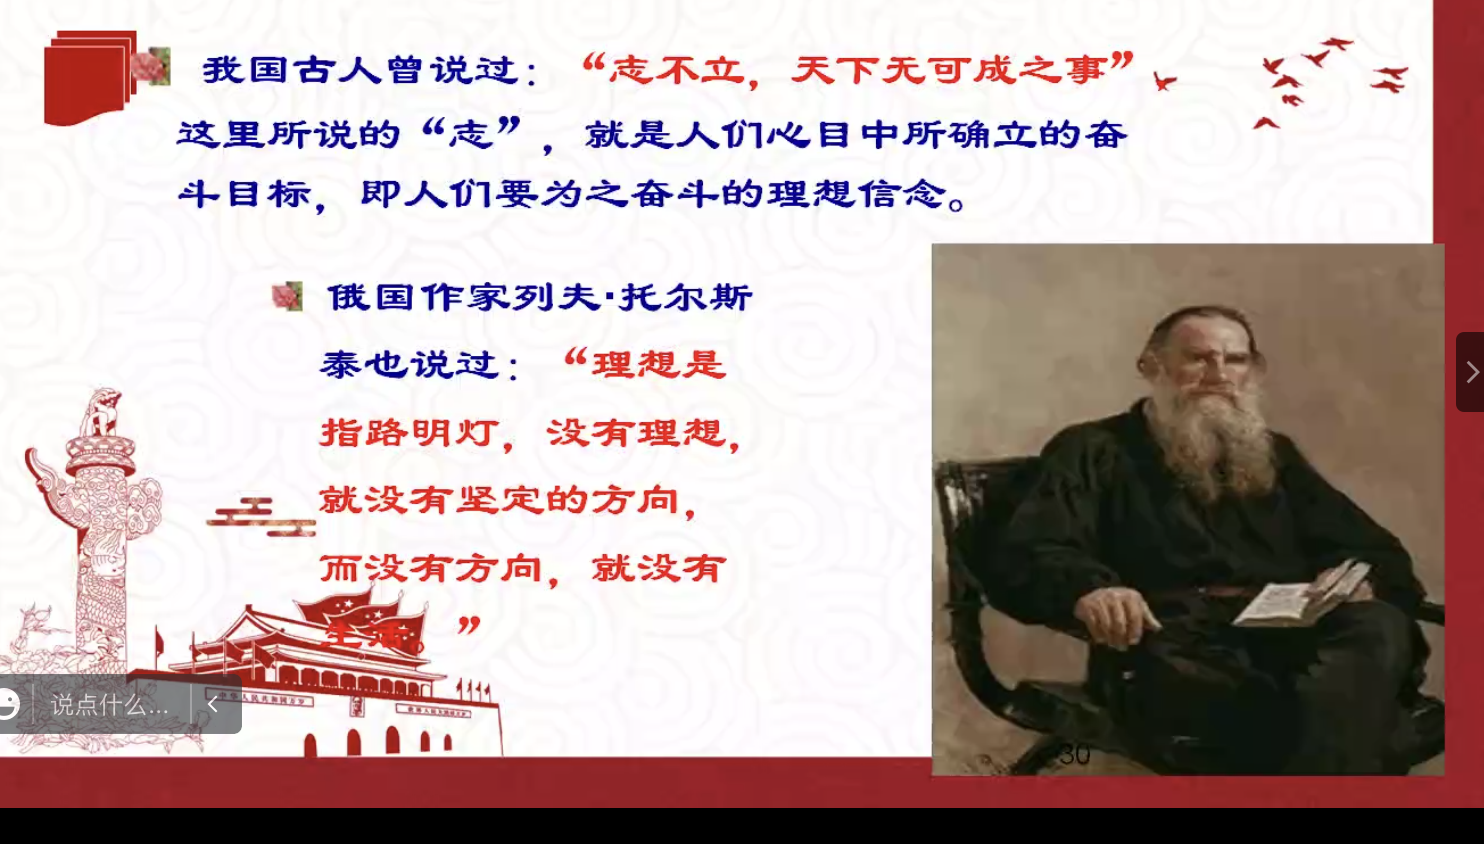 我国古人曾说过：“志不立，天下无可成之事”
这里所说的“志”，就是人们心目中所确立的奋
斗目标，即人们要为之奋斗的理想信念。
俄国作家列夫·托尔斯
泰也说过：“理想是
指路明灯，没有理想，
就没有坚定的方向，
而没有方向，就没有
生活。”
说点什么...
30